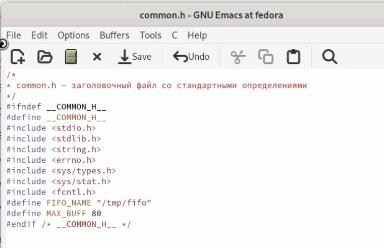 common.h - GNU Emacs at fedora
File Edit Options Buffers Tools C Help
Save Undo
/*
* common.h - заголовочный файл со стандартными определениями
*/
#ifndef __COMMON_H__
#define __COMMON_H__
#include <stdio.h>
#include <stdlib.h>
#include <string.h>
#include <errno.h>
#include <sys/types.h>
#include <sys/stat.h>
#include <fcntl.h>
#define FIFO_NAME "/tmp/fifo"
#define MAX_BUFF 80
#endif /* __COMMON_H__ */